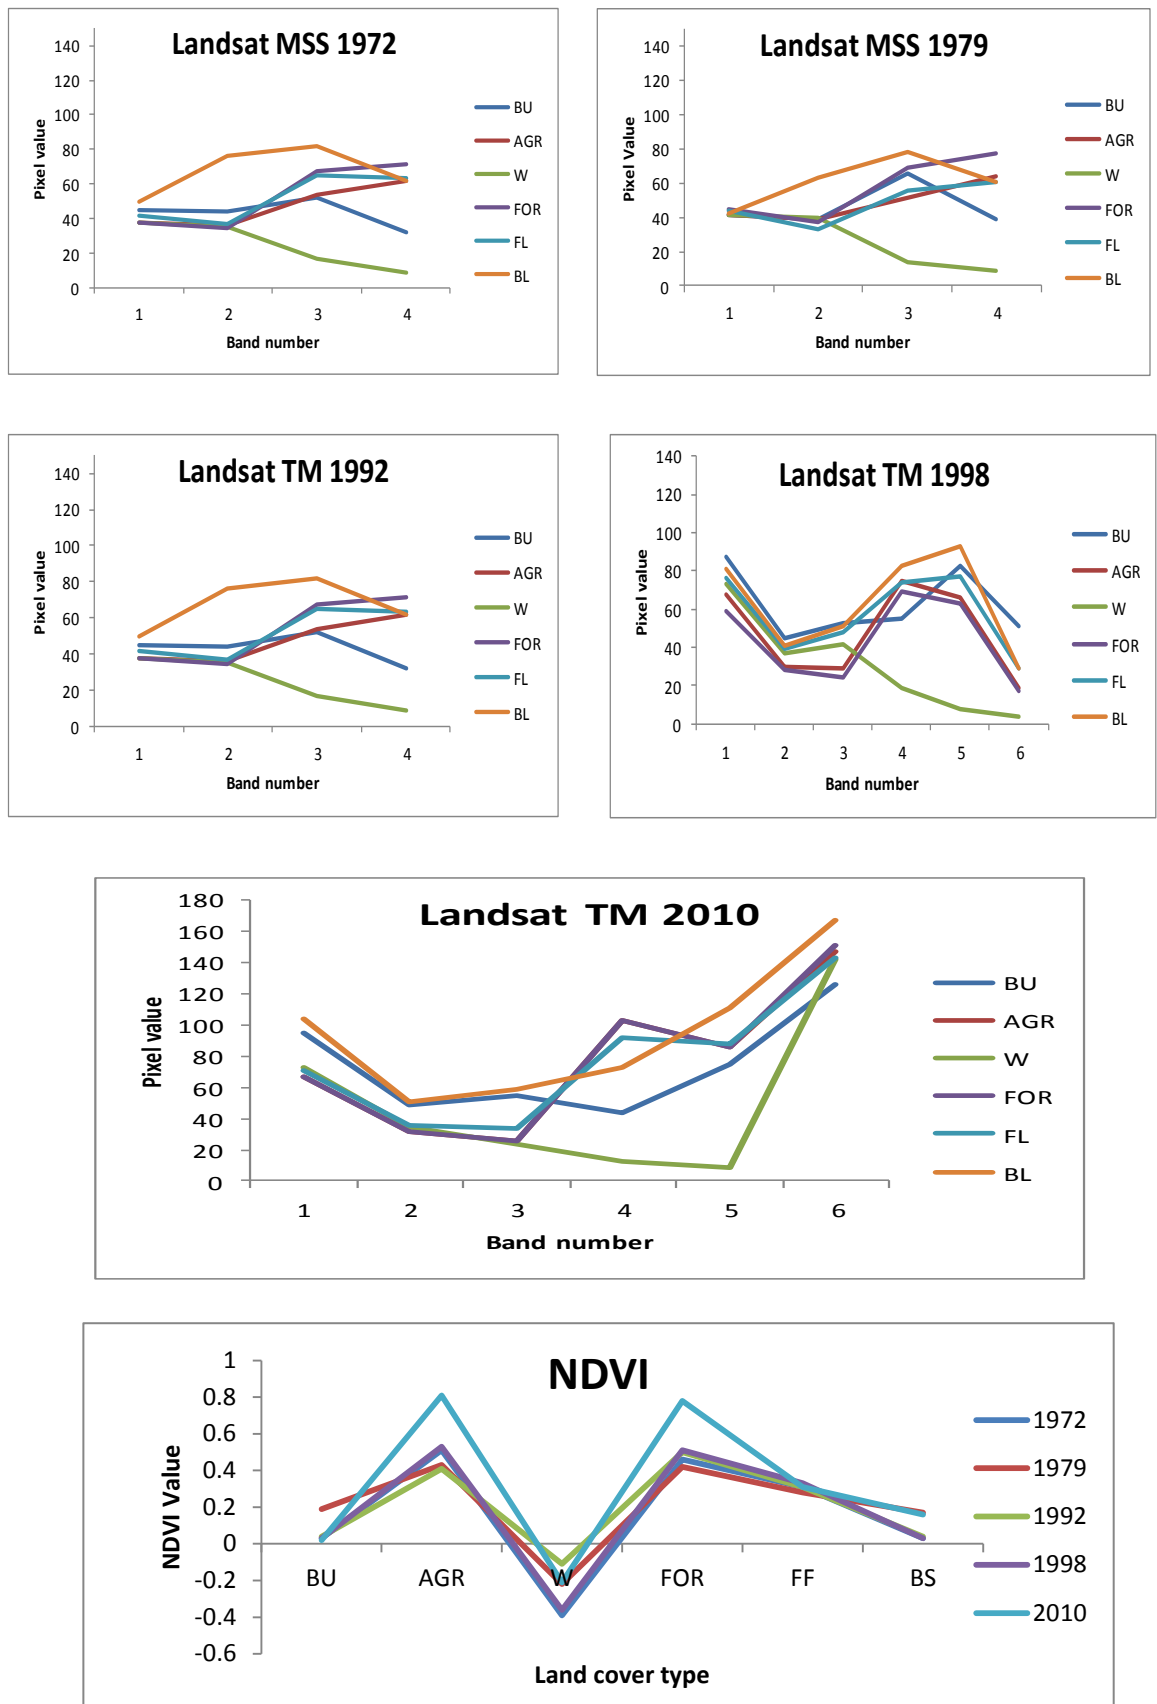 Landsat MSS 1972
140
120
100
80
60
40
20
0
Pixel value
1 2 3 4
Band number
BU
AGR
W
FOR
FL
BL
Landsat MSS 1979
140
120
100
80
60
40
20
0
Pixel Value
1 2 3 4
Band number
BU
AGR
W
FOR
FL
BL
Landsat TM 1992
140
120
100
80
60
40
20
0
Pixel value
1 2 3 4
Band number
BU
AGR
W
FOR
FL
BL
Landsat TM 1998
140
120
100
80
60
40
20
0
Pixel value
1 2 3 4 5 6
Band number
BU
AGR
W
FOR
FL
BL
Landsat TM 2010
180
160
140
120
100
80
60
40
20
0
Pixel value
1 2 3 4 5 6
Band number
BU
AGR
W
FOR
FL
BL
NDVI
1
0.8
0.6
0.4
0.2
0
-0.2
-0.4
-0.6
NDVI Value
BU AGR W FOR FF BS
Land cover type
1972
1979
1992
1998
2010